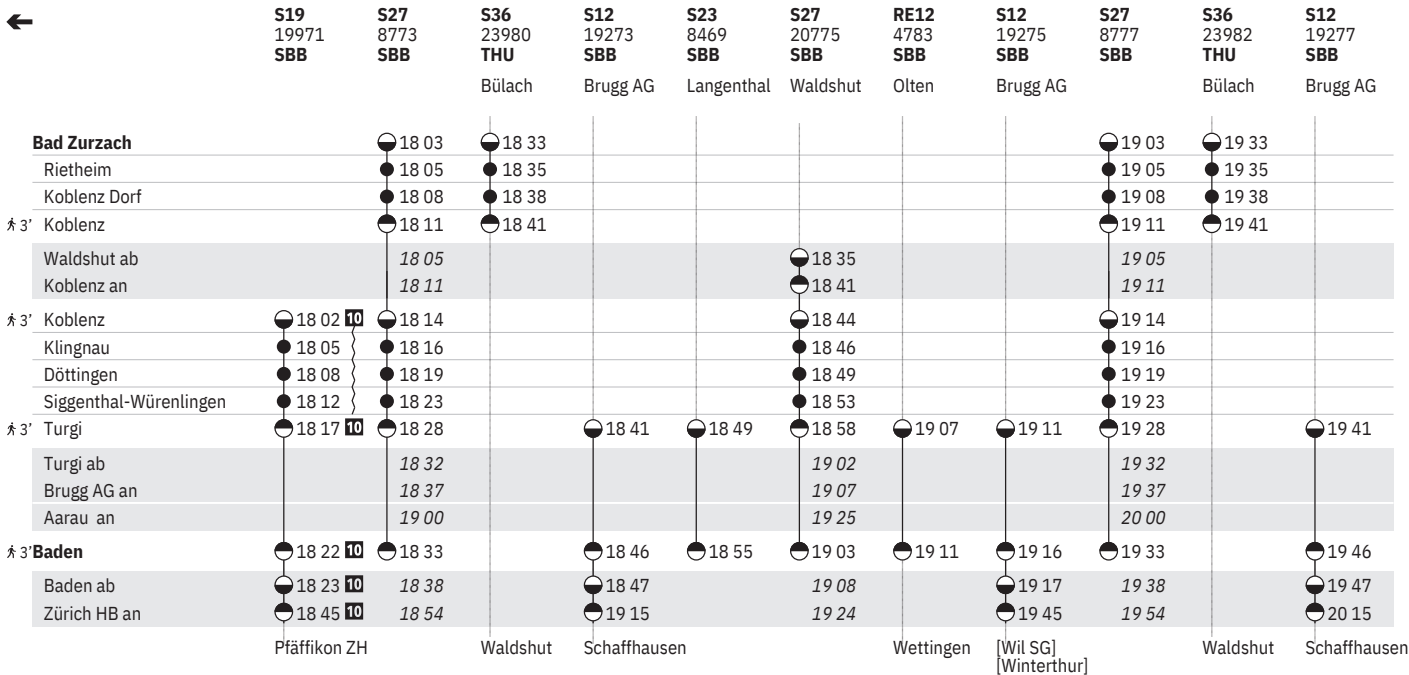 S19 S27 S36 S12 S23 S27 RE12 S12 S27 S36 S12
19971 8773 23980 19273 8469 20775 4783 19275 8777 23982 19277
SBB SBB THU SBB SBB SBB SBB SBB SBB THU SBB
Bülach Brugg AG Langenthal Waldshut Olten Brugg AG Bülach Brugg AG
Bad Zurzach 18 03 18 33 19 03 19 33
Rietheim 18 05 18 35 19 05 19 35
Koblenz Dorf 18 08 18 38 19 08 19 38
3' Koblenz 18 11 18 41 19 11 19 41
Waldshut ab 18 05 18 35 19 05
Koblenz an 18 11 18 41 19 11
3' Koblenz 18 02 10 18 14 18 44 19 14
Klingnau 18 05 18 16 18 46 19 16
Döttingen 18 08 18 19 18 49 19 19
Siggenthal-Würenlingen 18 12 18 23 18 53 19 23
3' Turgi 18 17 10 18 28 18 41 18 49 18 58 19 07 19 11 19 28 19 41
Turgi ab 18 32 19 02 19 32
Brugg AG an 18 37 19 07 19 37
Aarau an 19 00 19 25 20 00
3' Baden 18 22 10 18 33 18 46 18 55 19 03 19 11 19 16 19 33 19 46
Baden ab 18 23 10 18 38 18 47 19 08 19 17 19 38 19 47
Zürich HB an 18 45 10 18 54 19 15 19 24 19 45 19 54 20 15
Pfäffikon ZH Waldshut Schaffhausen Wettingen [Wil SG] Waldshut Schaffhausen
[Winterthur]